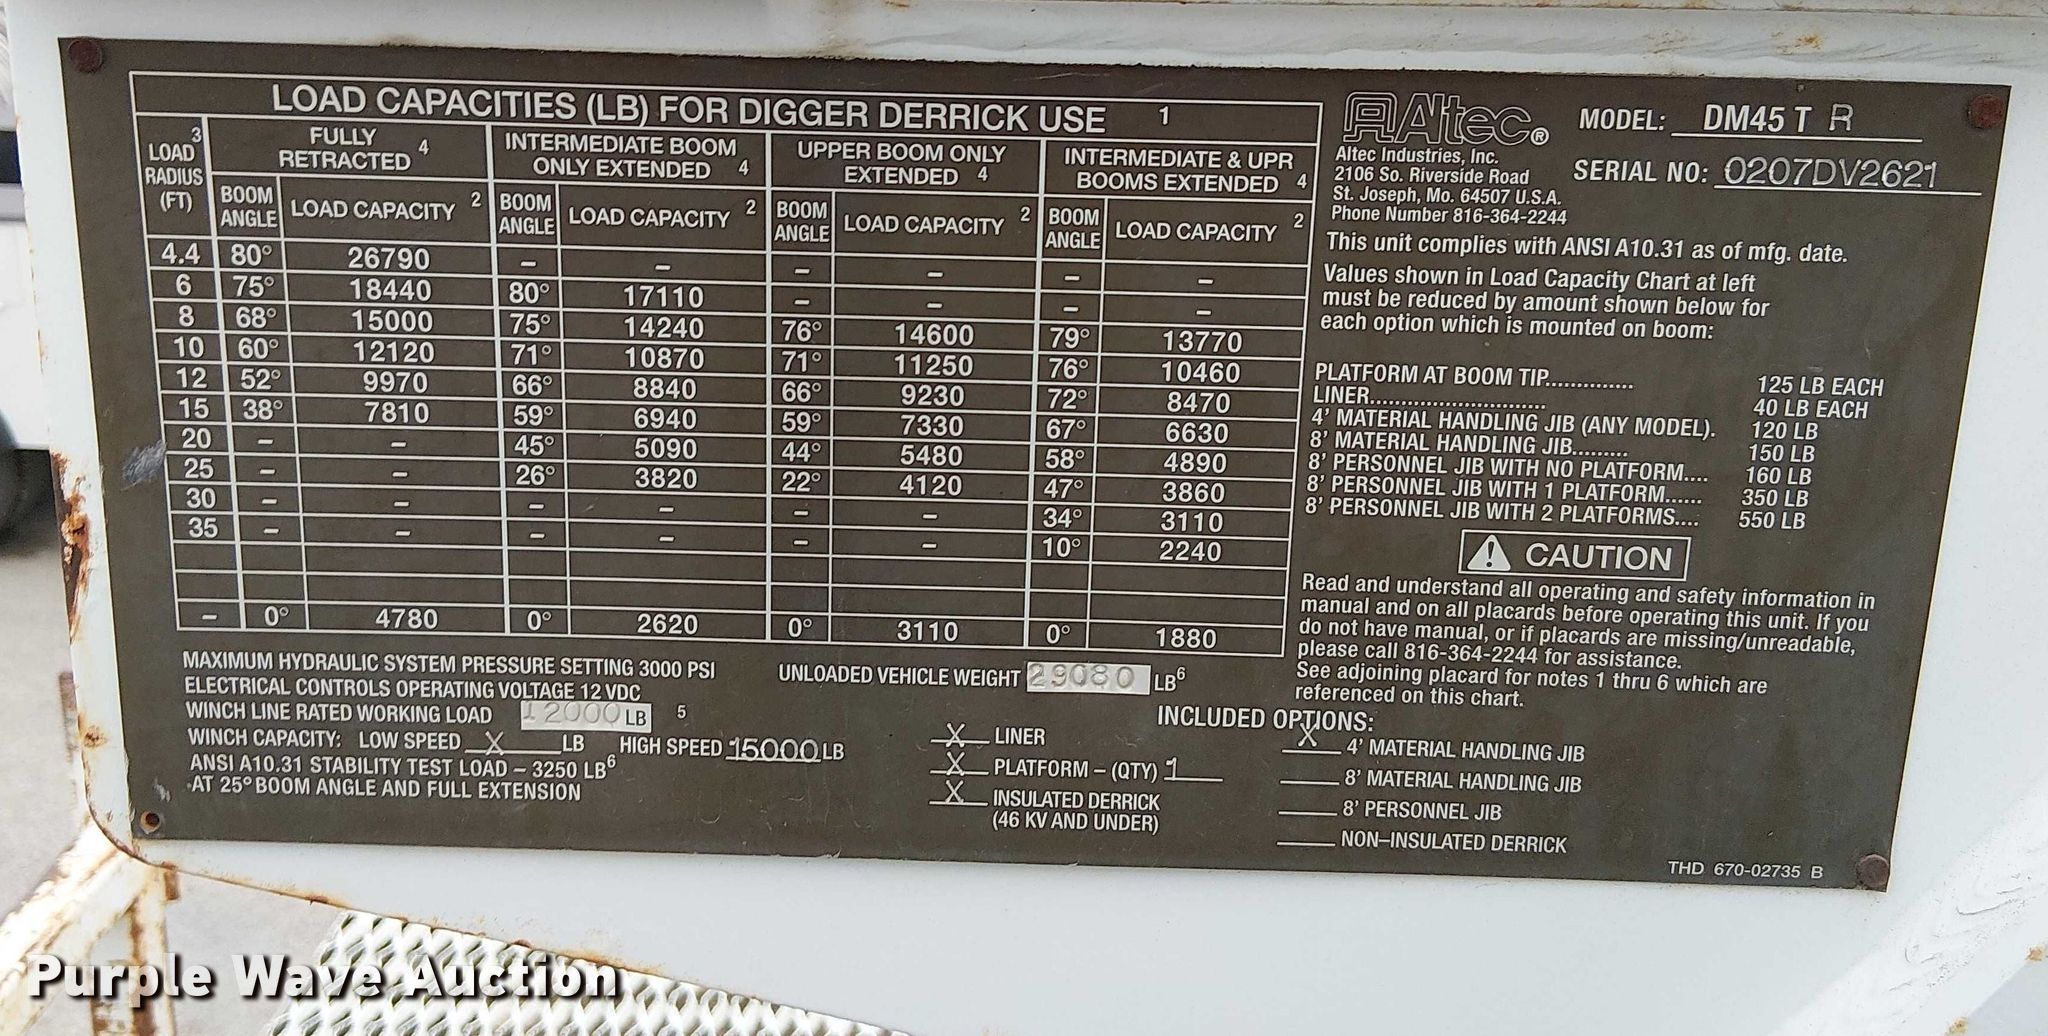 LOAD CAPACITIES (LB) FOR DIGGER DERRICK USE 1
LOAD 3 RADIUS (FT) | FULLY RETRACTED 4 | INTERMEDIATE BOOM ONLY EXTENDED 4 | UPPER BOOM ONLY EXTENDED 4 | INTERMEDIATE & UPR BOOMS EXTENDED 4
BOOM ANGLE | LOAD CAPACITY 2 | BOOM ANGLE | LOAD CAPACITY 2 | BOOM ANGLE | LOAD CAPACITY 2 | BOOM ANGLE | LOAD CAPACITY 2
4.4 80° 26790 – – – – – –
6 75° 18440 80° 17110 – – – –
8 68° 15000 75° 14240 76° 14600 79° 13770
10 60° 12120 71° 10870 71° 11250 76° 10460
12 52° 9970 66° 8840 66° 9230 72° 8470
15 38° 7810 59° 6940 59° 7330 67° 6630
20 – – 45° 5090 44° 5480 58° 4890
25 – – 26° 3820 22° 4120 47° 3860
30 – – – – – – 34° 3110
35 – – – – – – 10° 2240
– 0° 4780 0° 2620 0° 3110 0° 1880
MAXIMUM HYDRAULIC SYSTEM PRESSURE SETTING 3000 PSI
ELECTRICAL CONTROLS OPERATING VOLTAGE 12 VDC
WINCH LINE RATED WORKING LOAD 12000 LB 5
WINCH CAPACITY: LOW SPEED X LB HIGH SPEED 15000 LB
ANSI A10.31 STABILITY TEST LOAD – 3250 LB 6
AT 25° BOOM ANGLE AND FULL EXTENSION
UNLOADED VEHICLE WEIGHT 29080 LB 6
INCLUDED OPTIONS:
X LINER
X PLATFORM – (QTY) 1
X INSULATED DERRICK
(46 KV AND UNDER)
X 4' MATERIAL HANDLING JIB
8' MATERIAL HANDLING JIB
8' PERSONNEL JIB
NON–INSULATED DERRICK
Altec ®
Altec Industries, Inc.
2106 So. Riverside Road
St. Joseph, Mo. 64507 U.S.A.
Phone Number 816-364-2244
MODEL: DM45 T R
SERIAL NO: 0207DV2621
This unit complies with ANSI A10.31 as of mfg. date.
Values shown in Load Capacity Chart at left
must be reduced by amount shown below for
each option which is mounted on boom:
PLATFORM AT BOOM TIP............... 125 LB EACH
LINER............................. 40 LB EACH
4' MATERIAL HANDLING JIB (ANY MODEL). 120 LB
8' MATERIAL HANDLING JIB......... 150 LB
8' PERSONNEL JIB WITH NO PLATFORM.... 160 LB
8' PERSONNEL JIB WITH 1 PLATFORM...... 350 LB
8' PERSONNEL JIB WITH 2 PLATFORMS.... 550 LB
CAUTION
Read and understand all operating and safety information in
manual and on all placards before operating this unit. If you
do not have manual, or if placards are missing/unreadable,
please call 816-364-2244 for assistance.
See adjoining placard for notes 1 thru 6 which are
referenced on this chart.
THD 670-02735 B
Purple Wave Auction